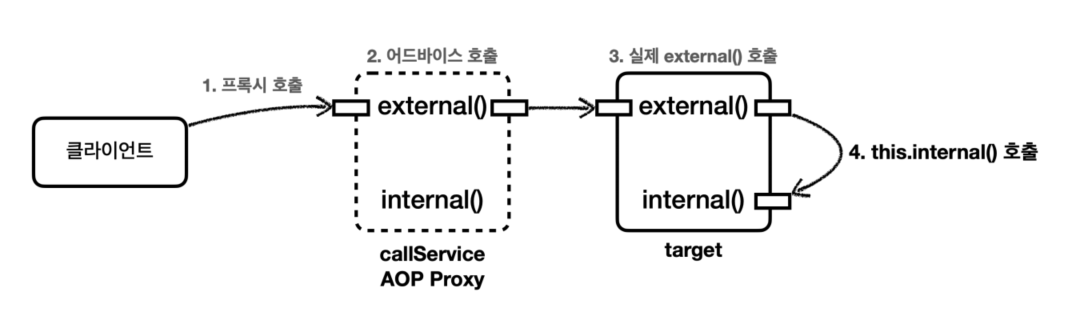 1. 프록시 호출
2. 어드바이스 호출
3. 실제 external() 호출
클라이언트
external()
external()
4. this.internal() 호출
internal()
internal()
callService
AOP Proxy
target